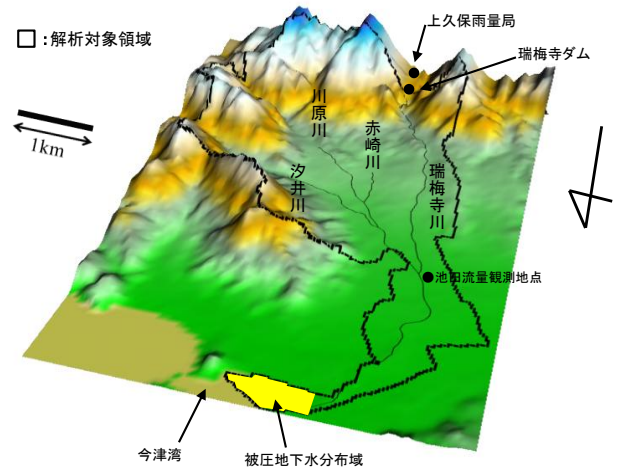 上久保雨量局
□：解析対象領域
瑞梅寺ダム
川原川
赤崎川
1km
汐井川
瑞梅寺川
池田流量観測地点
今津湾
被圧地下水分布域